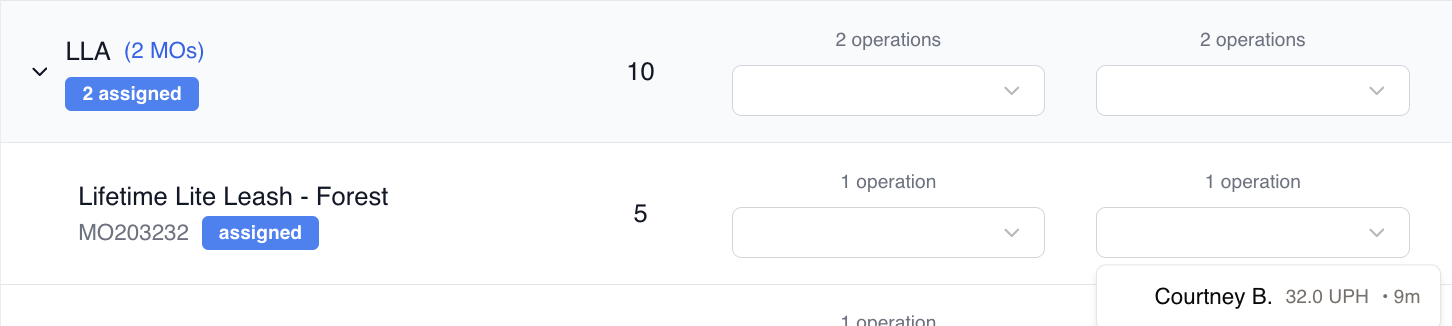 LLA (2 MOs)
2 assigned
10
2 operations
2 operations
Lifetime Lite Leash - Forest
MO203232 assigned
5
1 operation
1 operation
Courtney B. 32.0 UPH • 9m
1 operation